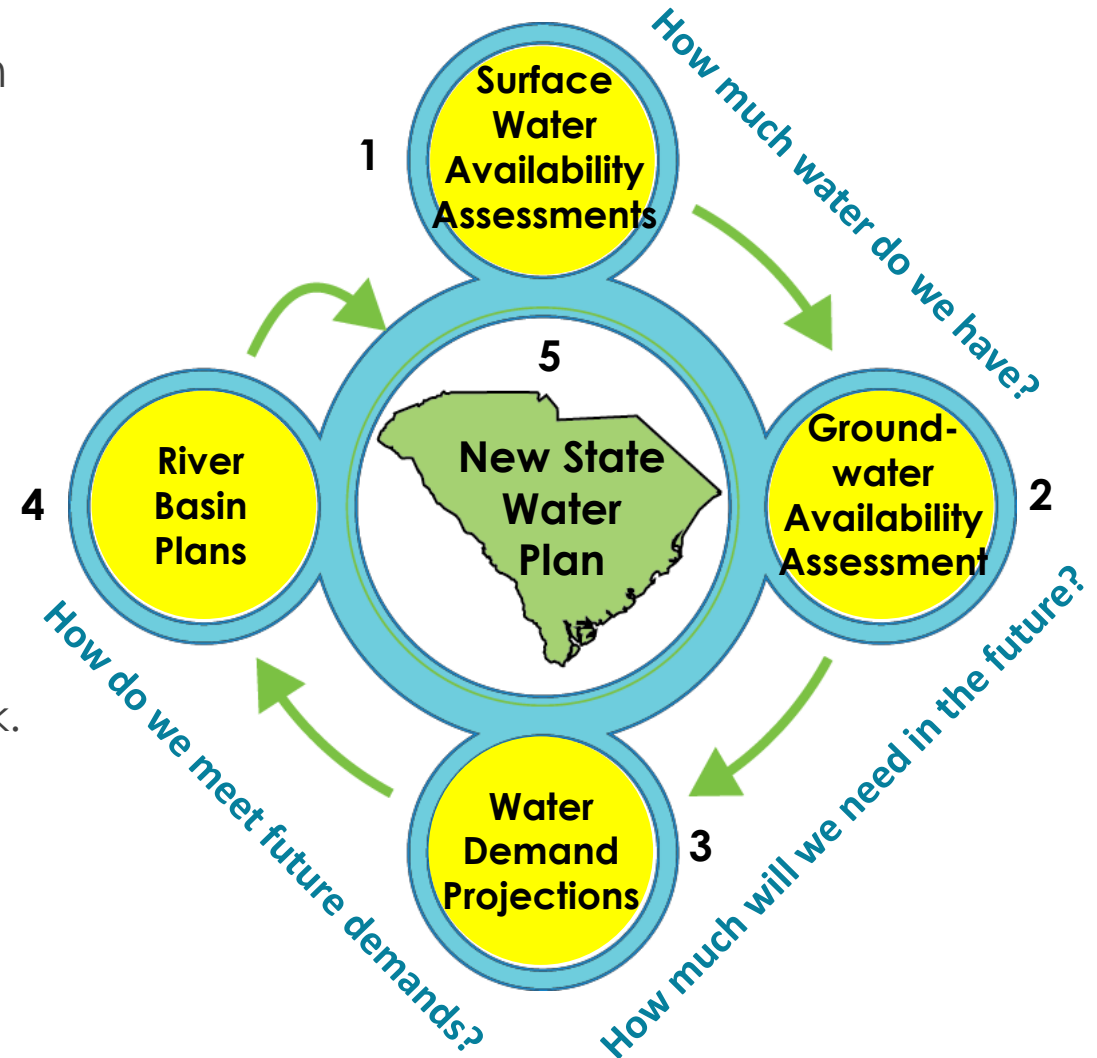 1
Surface
Water
Availability
Assessments
How much water do we have?
2
Ground-
water
Availability
Assessment
How much will we need in the future?
3
Water
Demand
Projections
How do we meet future demands?
4
River
Basin
Plans
5
New State
Water
Plan